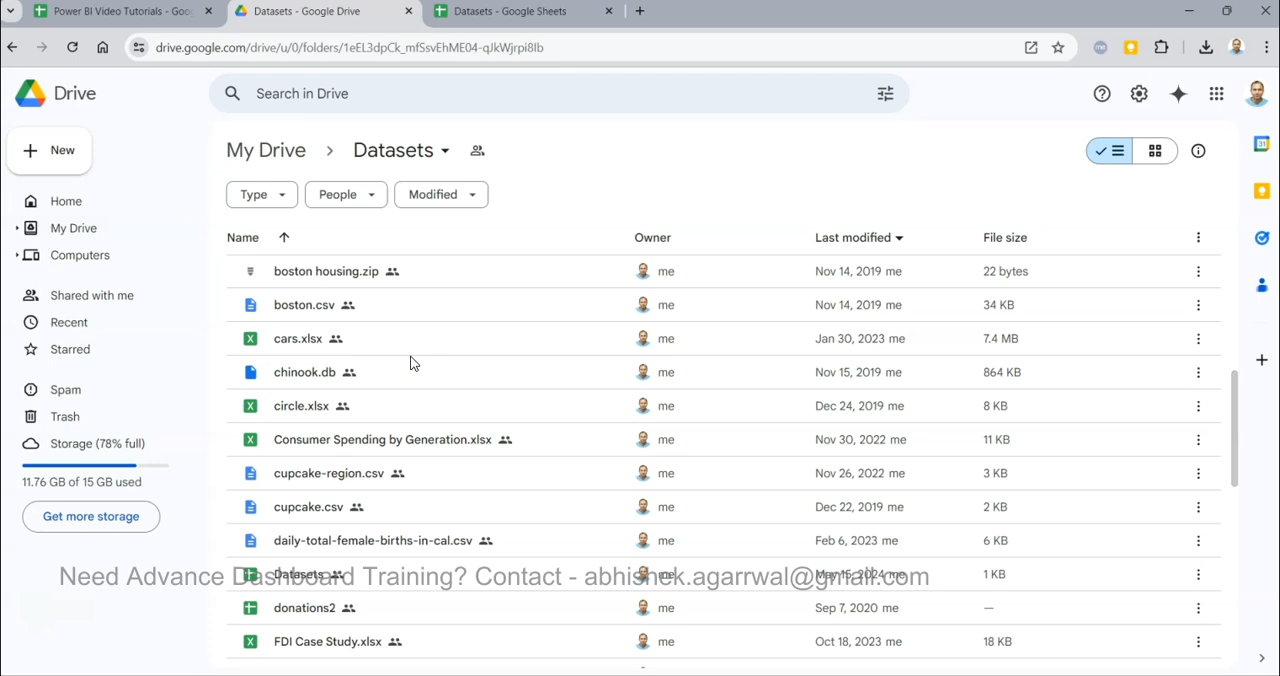 Power BI Video Tutorials - Goo
Datasets - Google Drive
Datasets - Google Sheets
drive.google.com/drive/u/0/folders/1eEL3dpCk_mfSsvEhME04-qJkWjrpi8Ib
Drive
Search in Drive
New
My Drive > Datasets
Type People Modified
Home
My Drive
Computers
Shared with me
Recent
Starred
Spam
Trash
Storage (78% full)
11.76 GB of 15 GB used
Get more storage
Name Owner Last modified File size
boston housing.zip me Nov 14, 2019 me 22 bytes
boston.csv me Nov 14, 2019 me 34 KB
cars.xlsx me Jan 30, 2023 me 7.4 MB
chinook.db me Nov 15, 2019 me 864 KB
circle.xlsx me Dec 24, 2019 me 8 KB
Consumer Spending by Generation.xlsx me Nov 30, 2022 me 11 KB
cupcake-region.csv me Nov 26, 2022 me 3 KB
cupcake.csv me Dec 22, 2019 me 2 KB
daily-total-female-births-in-cal.csv me Feb 6, 2023 me 6 KB
Datasets me May 15, 2024 me 1 KB
Need Advance Dashboard Training? Contact - abhishek.agarrwal@gmail.com
donations2 me Sep 7, 2020 me —
FDI Case Study.xlsx me Oct 18, 2023 me 18 KB